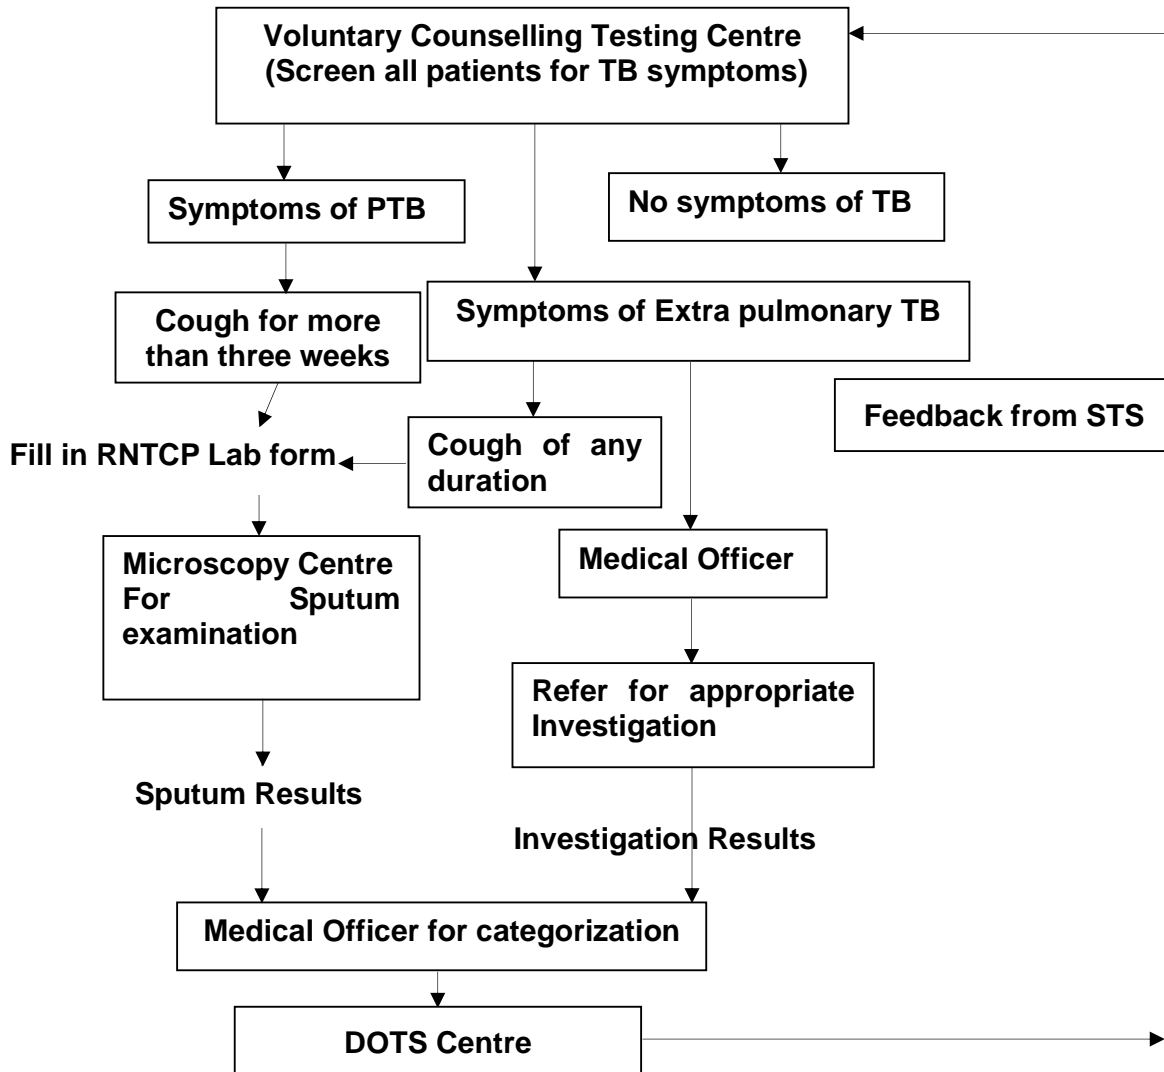 Voluntary Counselling Testing Centre
(Screen all patients for TB symptoms)
Symptoms of PTB
No symptoms of TB
Cough for more
than three weeks
Symptoms of Extra pulmonary TB
Feedback from STS
Fill in RNTCP Lab form
Cough of any
duration
Microscopy Centre
For Sputum
examination
Medical Officer
Refer for appropriate
Investigation
Sputum Results
Investigation Results
Medical Officer for categorization
DOTS Centre